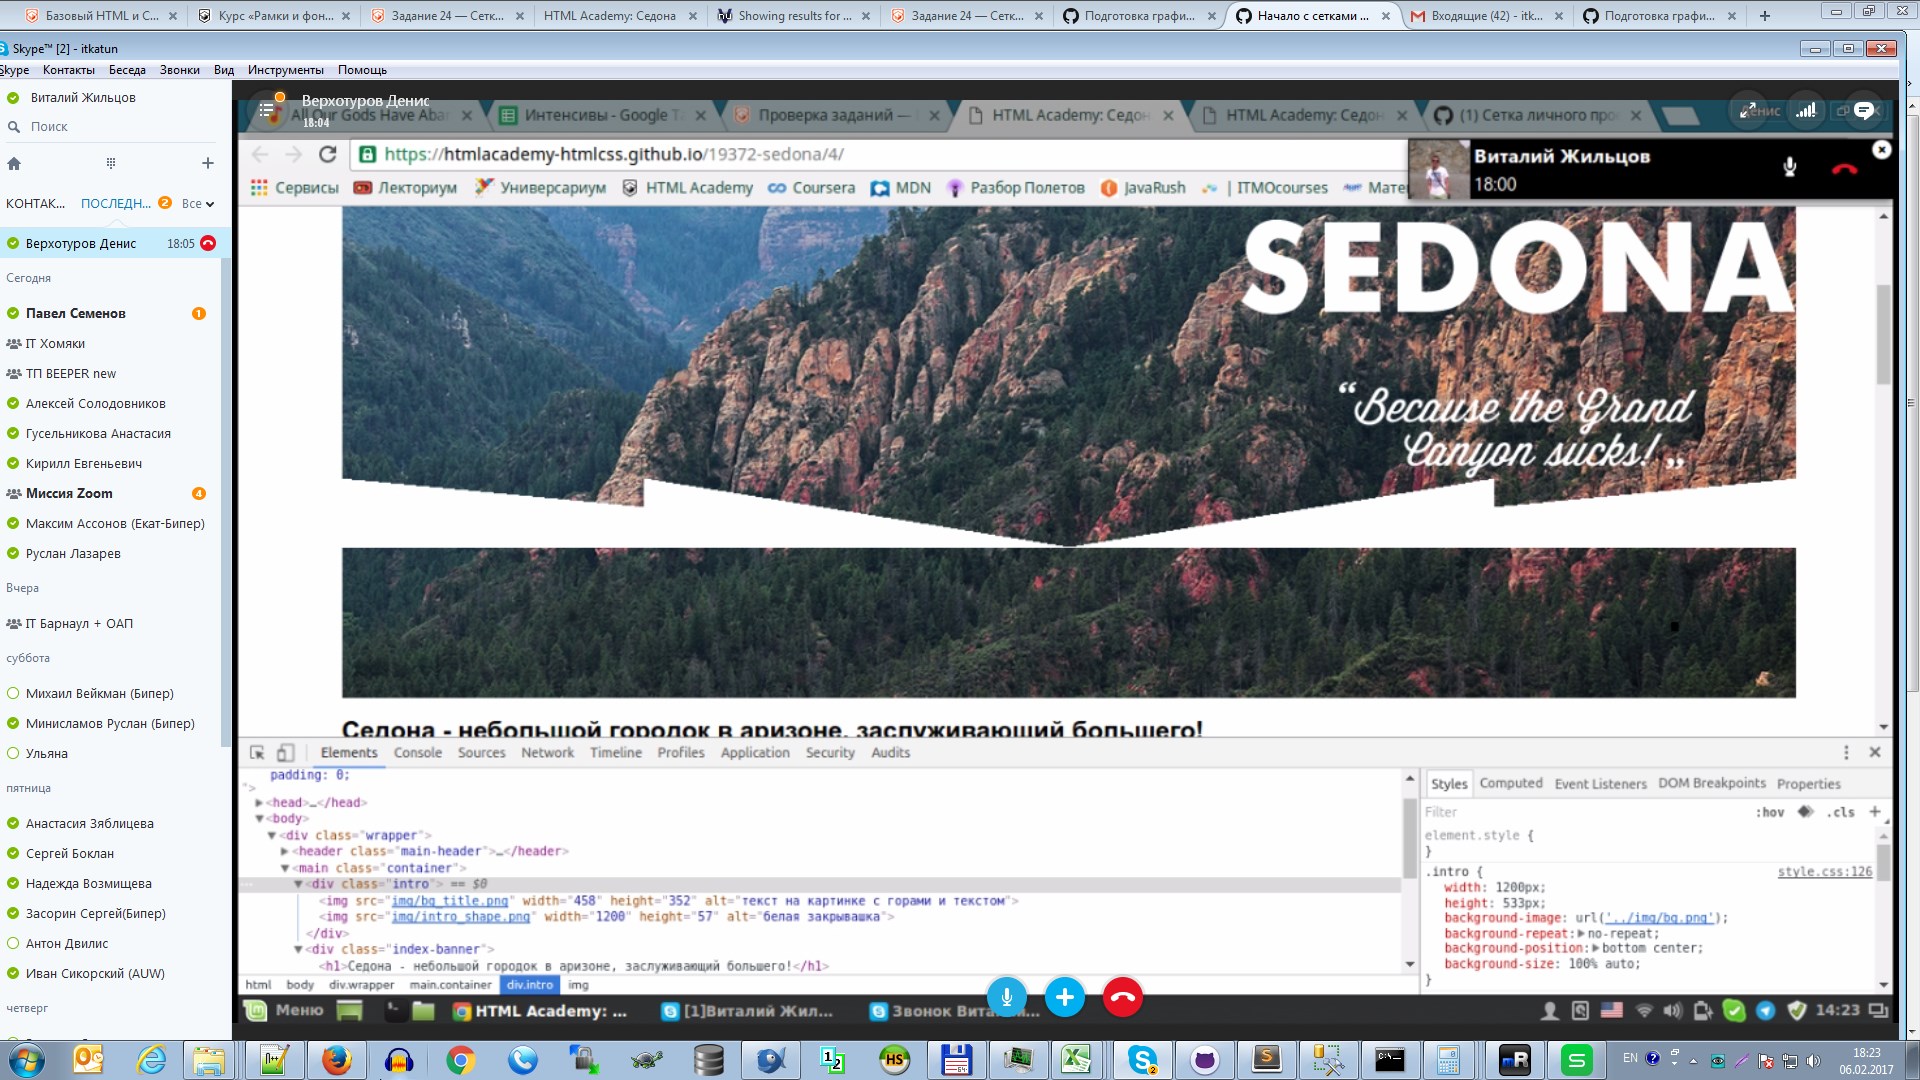 Базовый HTML и C...
Курс «Рамки и фон...
Задание 24 — Сетк...
HTML Academy: Седона
Showing results for ...
Задание 24 — Сетк...
Подготовка графи...
Начало с сетками ...
Входящие (42) - itk...
Подготовка графи...
Skype™ [2] - itkatun
Skype Контакты Беседа Звонки Вид Инструменты Помощь
Виталий Жильцов
Поиск
КОНТАК... ПОСЛЕДН... 2 Все
Верхотуров Денис 18:05
Сегодня
Павел Семенов 1
IT Хомяки
ТП BEEPER new
Алексей Солодовников
Гусельникова Анастасия
Кирилл Евгеньевич
Миссия Zoom 4
Максим Ассонов (Екат-Бипер)
Руслан Лазарев
Вчера
IT Барнаул + ОАП
суббота
Михаил Вейкман (Бипер)
Минисламов Руслан (Бипер)
Ульяна
пятница
Анастасия Зяблицева
Сергей Боклан
Надежда Возмищева
Засорин Сергей(Бипер)
Антон Двилис
Иван Сикорский (AUW)
четверг
Верхотуров Денис
18:04
All Our Gods Have Aba
Интенсивы - Google Т
Проверка заданий —
HTML Academy: Седон
HTML Academy: Седон
(1) Сетка личного прое
Денис
https://htmlacademy-htmlcss.github.io/19372-sedona/4/
Виталий Жильцов
18:00
Сервисы Лекториум Универсариум HTML Academy Coursera MDN Разбор Полетов JavaRush | ITMOcourses Мате
SEDONA
“Because the Grand
Canyon sucks!„
Седона - небольшой городок в аризоне, заслуживающий большего!
Elements Console Sources Network Timeline Profiles Application Security Audits
padding: 0;
">
<head>…</head>
<body>
<div class="wrapper">
<header class="main-header">…</header>
<main class="container">
<div class="intro"> == $0
<img src="img/bg_title.png" width="458" height="352" alt="текст на картинке с горами и текстом">
<img src="img/intro_shape.png" width="1200" height="57" alt="белая закрывашка">
</div>
<div class="index-banner">
<h1>Седона - небольшой городок в аризоне, заслуживающий большего!</h1>
html body div.wrapper main.container div.intro img
Styles Computed Event Listeners DOM Breakpoints Properties
Filter :hov .cls +
element.style {
}
.intro { style.css:126
width: 1200px;
height: 533px;
background-image: url('../img/bg.png');
background-repeat: no-repeat;
background-position: bottom center;
background-size: 100% auto;
}
Меню
HTML Academy: ...
[1]Виталий Жил...
Звонок Вита
14:23
EN
18:23
06.02.2017